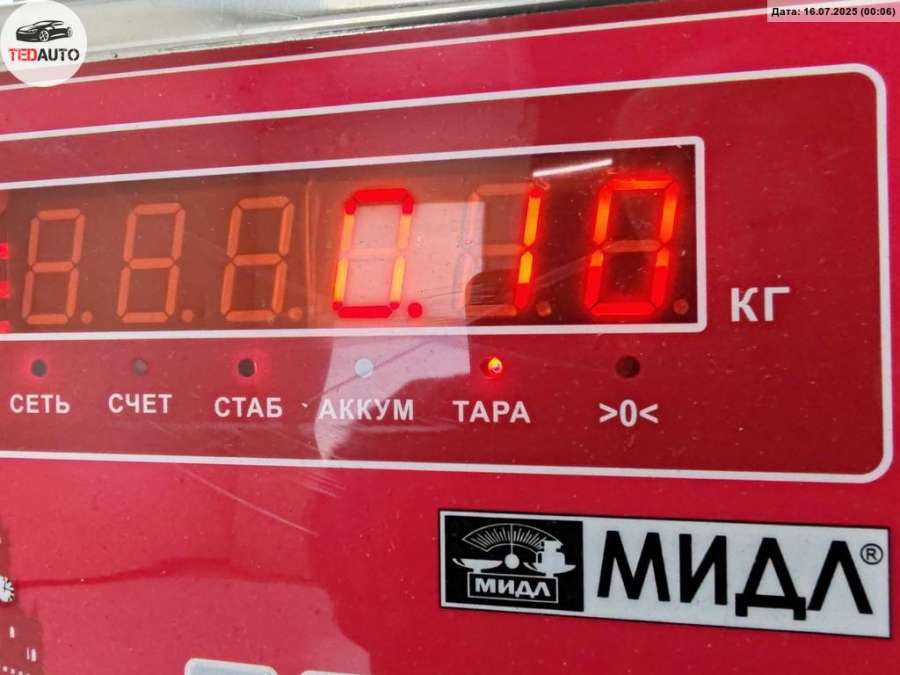 TEDAUTO
Дата: 16.07.2025 (00:06)
0.10
КГ
СЕТЬ СЧЕТ СТАБ АККУМ ТАРА >0<
МИДЛ МИДЛ®